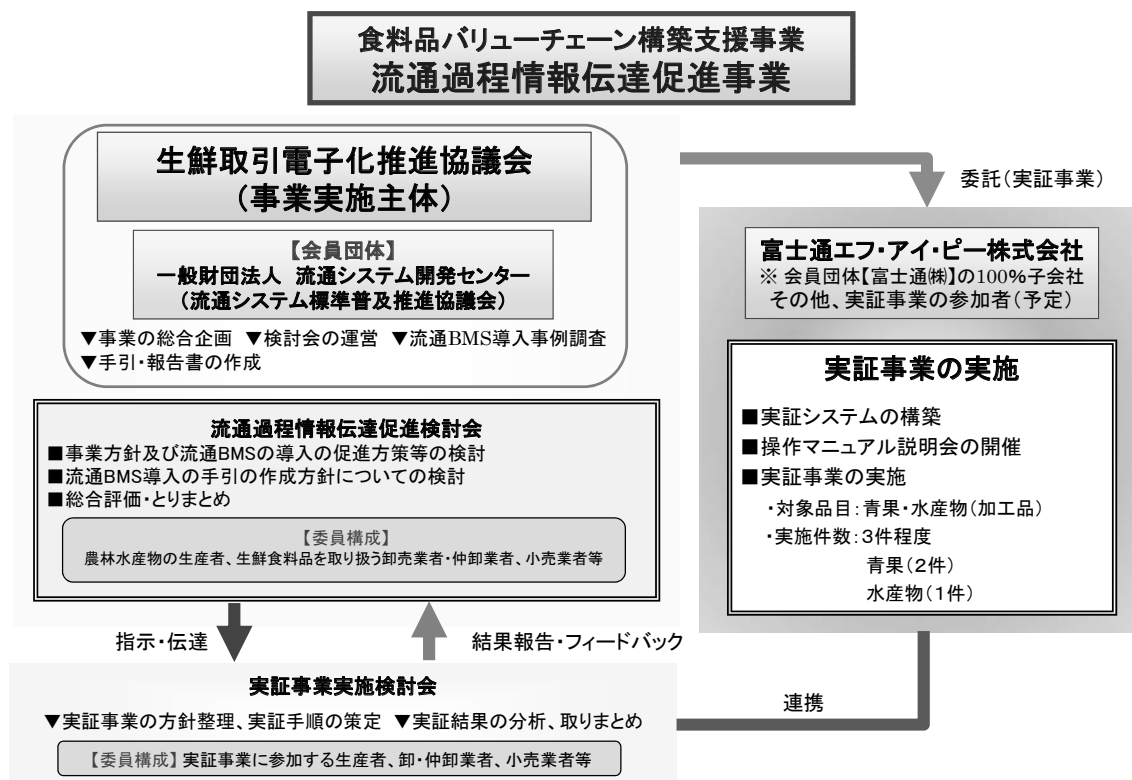 食料品バリューチェーン構築支援事業
流通過程情報伝達促進事業
生鮮取引電子化推進協議会
(事業実施主体)
【会員団体】
一般財団法人 流通システム開発センター
(流通システム標準普及推進協議会)
▼事業の総合企画 ▼検討会の運営 ▼流通BMS導入事例調査
▼手引・報告書の作成
流通過程情報伝達促進検討会
■事業方針及び流通BMSの導入の促進方策等の検討
■流通BMS導入の手引の作成方針についての検討
■総合評価・とりまとめ
【委員構成】
農林水産物の生産者、生鮮食料品を取り扱う卸売業者・仲卸業者、小売業者等
指示・伝達
結果報告・フィードバック
実証事業実施検討会
▼実証事業の方針整理、実証手順の策定 ▼実証結果の分析、取りまとめ
【委員構成】実証事業に参加する生産者、卸・仲卸業者、小売業者等
委託(実証事業)
富士通エフ・アイ・ピー株式会社
※ 会員団体【富士通㈱】の100%子会社
その他、実証事業の参加者(予定)
実証事業の実施
■実証システムの構築
■操作マニュアル説明会の開催
■実証事業の実施
・対象品目:青果・水産物(加工品)
・実施件数:3件程度
青果(2件)
水産物(1件)
連携